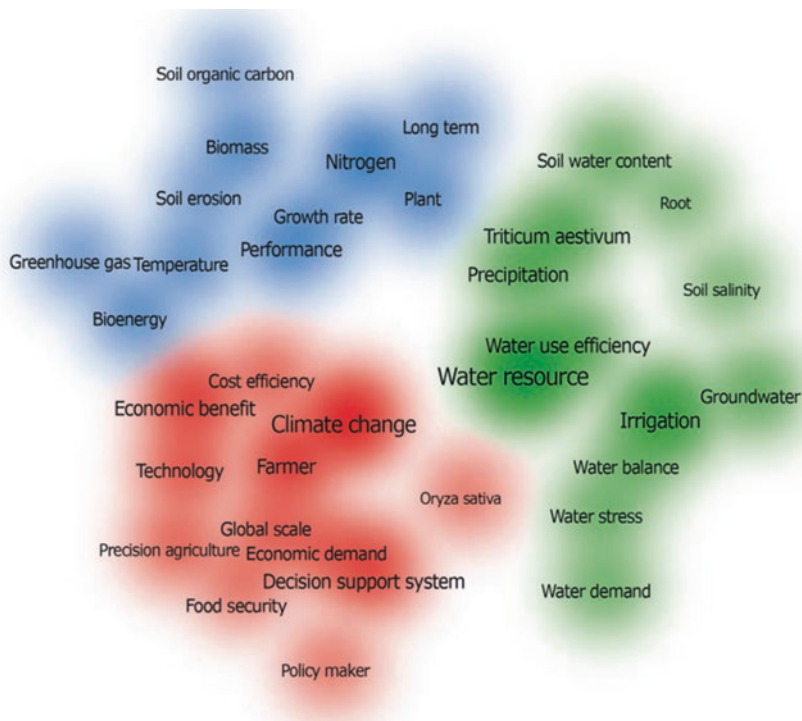 Soil organic carbon
Long term
Biomass
Nitrogen
Soil water content
Soil erosion
Plant
Root
Growth rate
Triticum aestivum
Performance
Greenhouse gas
Temperature
Precipitation
Soil salinity
Bioenergy
Water use efficiency
Water resource
Cost efficiency
Groundwater
Economic benefit
Climate change
Irrigation
Technology
Farmer
Water balance
Oryza sativa
Water stress
Global scale
Precision agriculture
Economic demand
Decision support system
Water demand
Food security
Policy maker